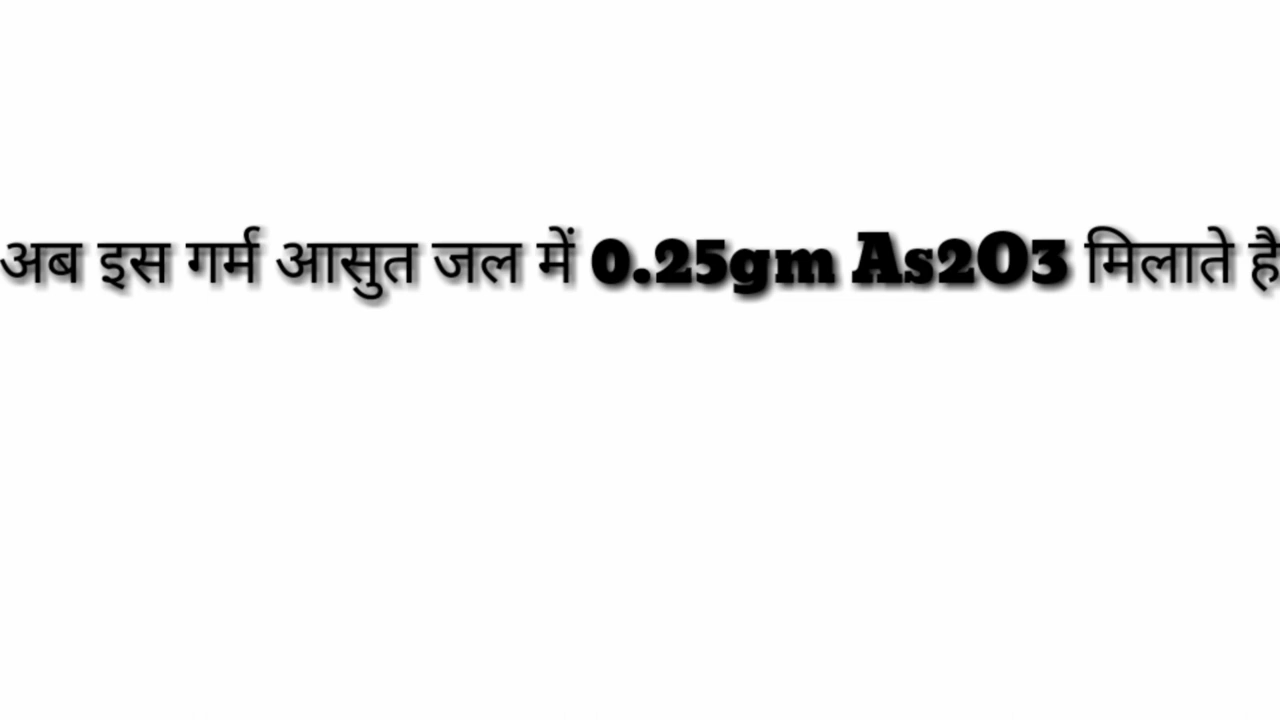 अब इस गर्म आसुत जल में 0.25gm As2O3 मिलाते है